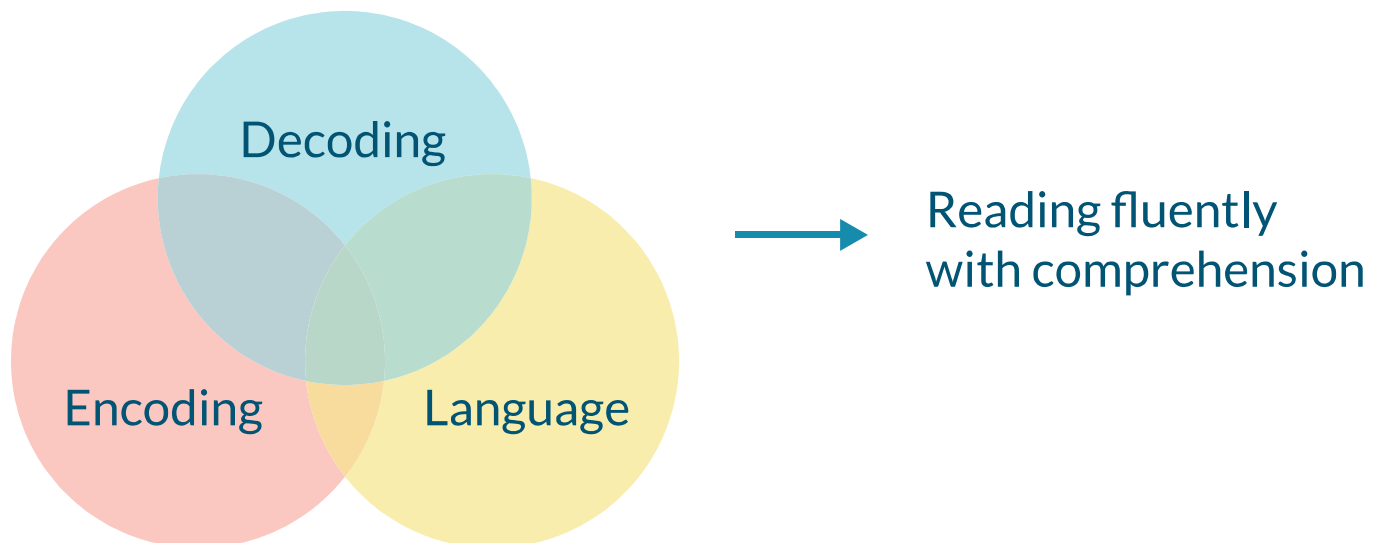 Decoding
Encoding
Language
Reading fluently
with comprehension